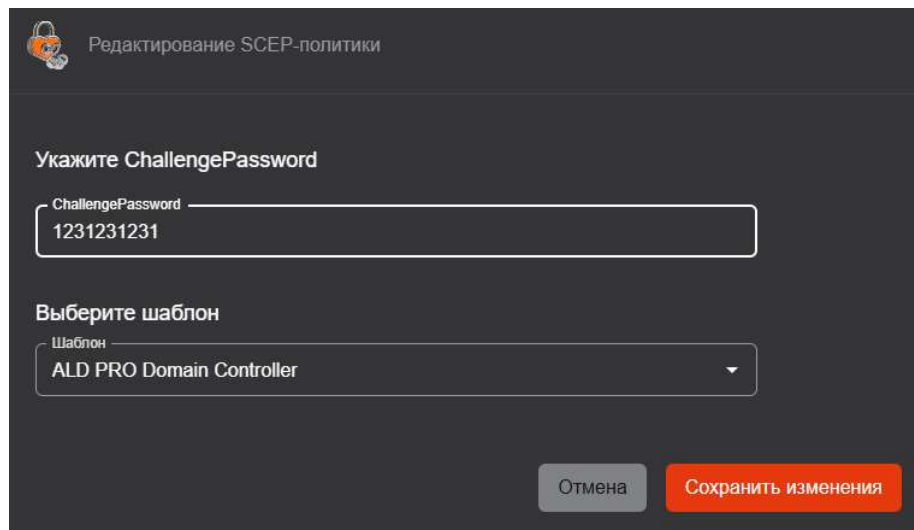 Редактирование SCEP-политики
Укажите ChallengePassword
ChallengePassword
1231231231
Выберите шаблон
Шаблон
ALD PRO Domain Controller
Отмена
Сохранить изменения